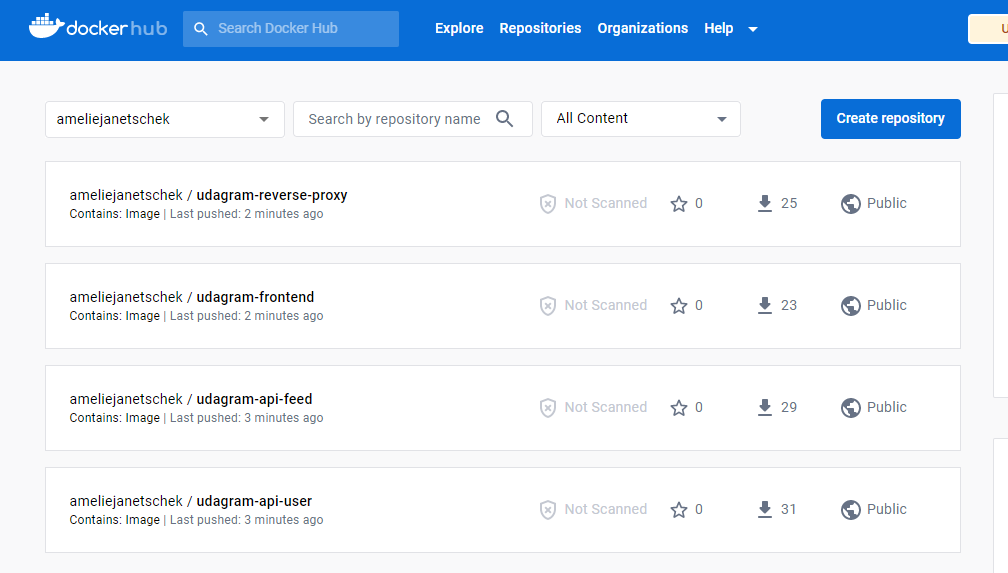 dockerhub Search Docker Hub Explore Repositories Organizations Help U
ameliejanetschek Search by repository name All Content Create repository
ameliejanetschek / udagram-reverse-proxy
Contains: Image | Last pushed: 2 minutes ago
Not Scanned 0 25 Public
ameliejanetschek / udagram-frontend
Contains: Image | Last pushed: 2 minutes ago
Not Scanned 0 23 Public
ameliejanetschek / udagram-api-feed
Contains: Image | Last pushed: 3 minutes ago
Not Scanned 0 29 Public
ameliejanetschek / udagram-api-user
Contains: Image | Last pushed: 3 minutes ago
Not Scanned 0 31 Public